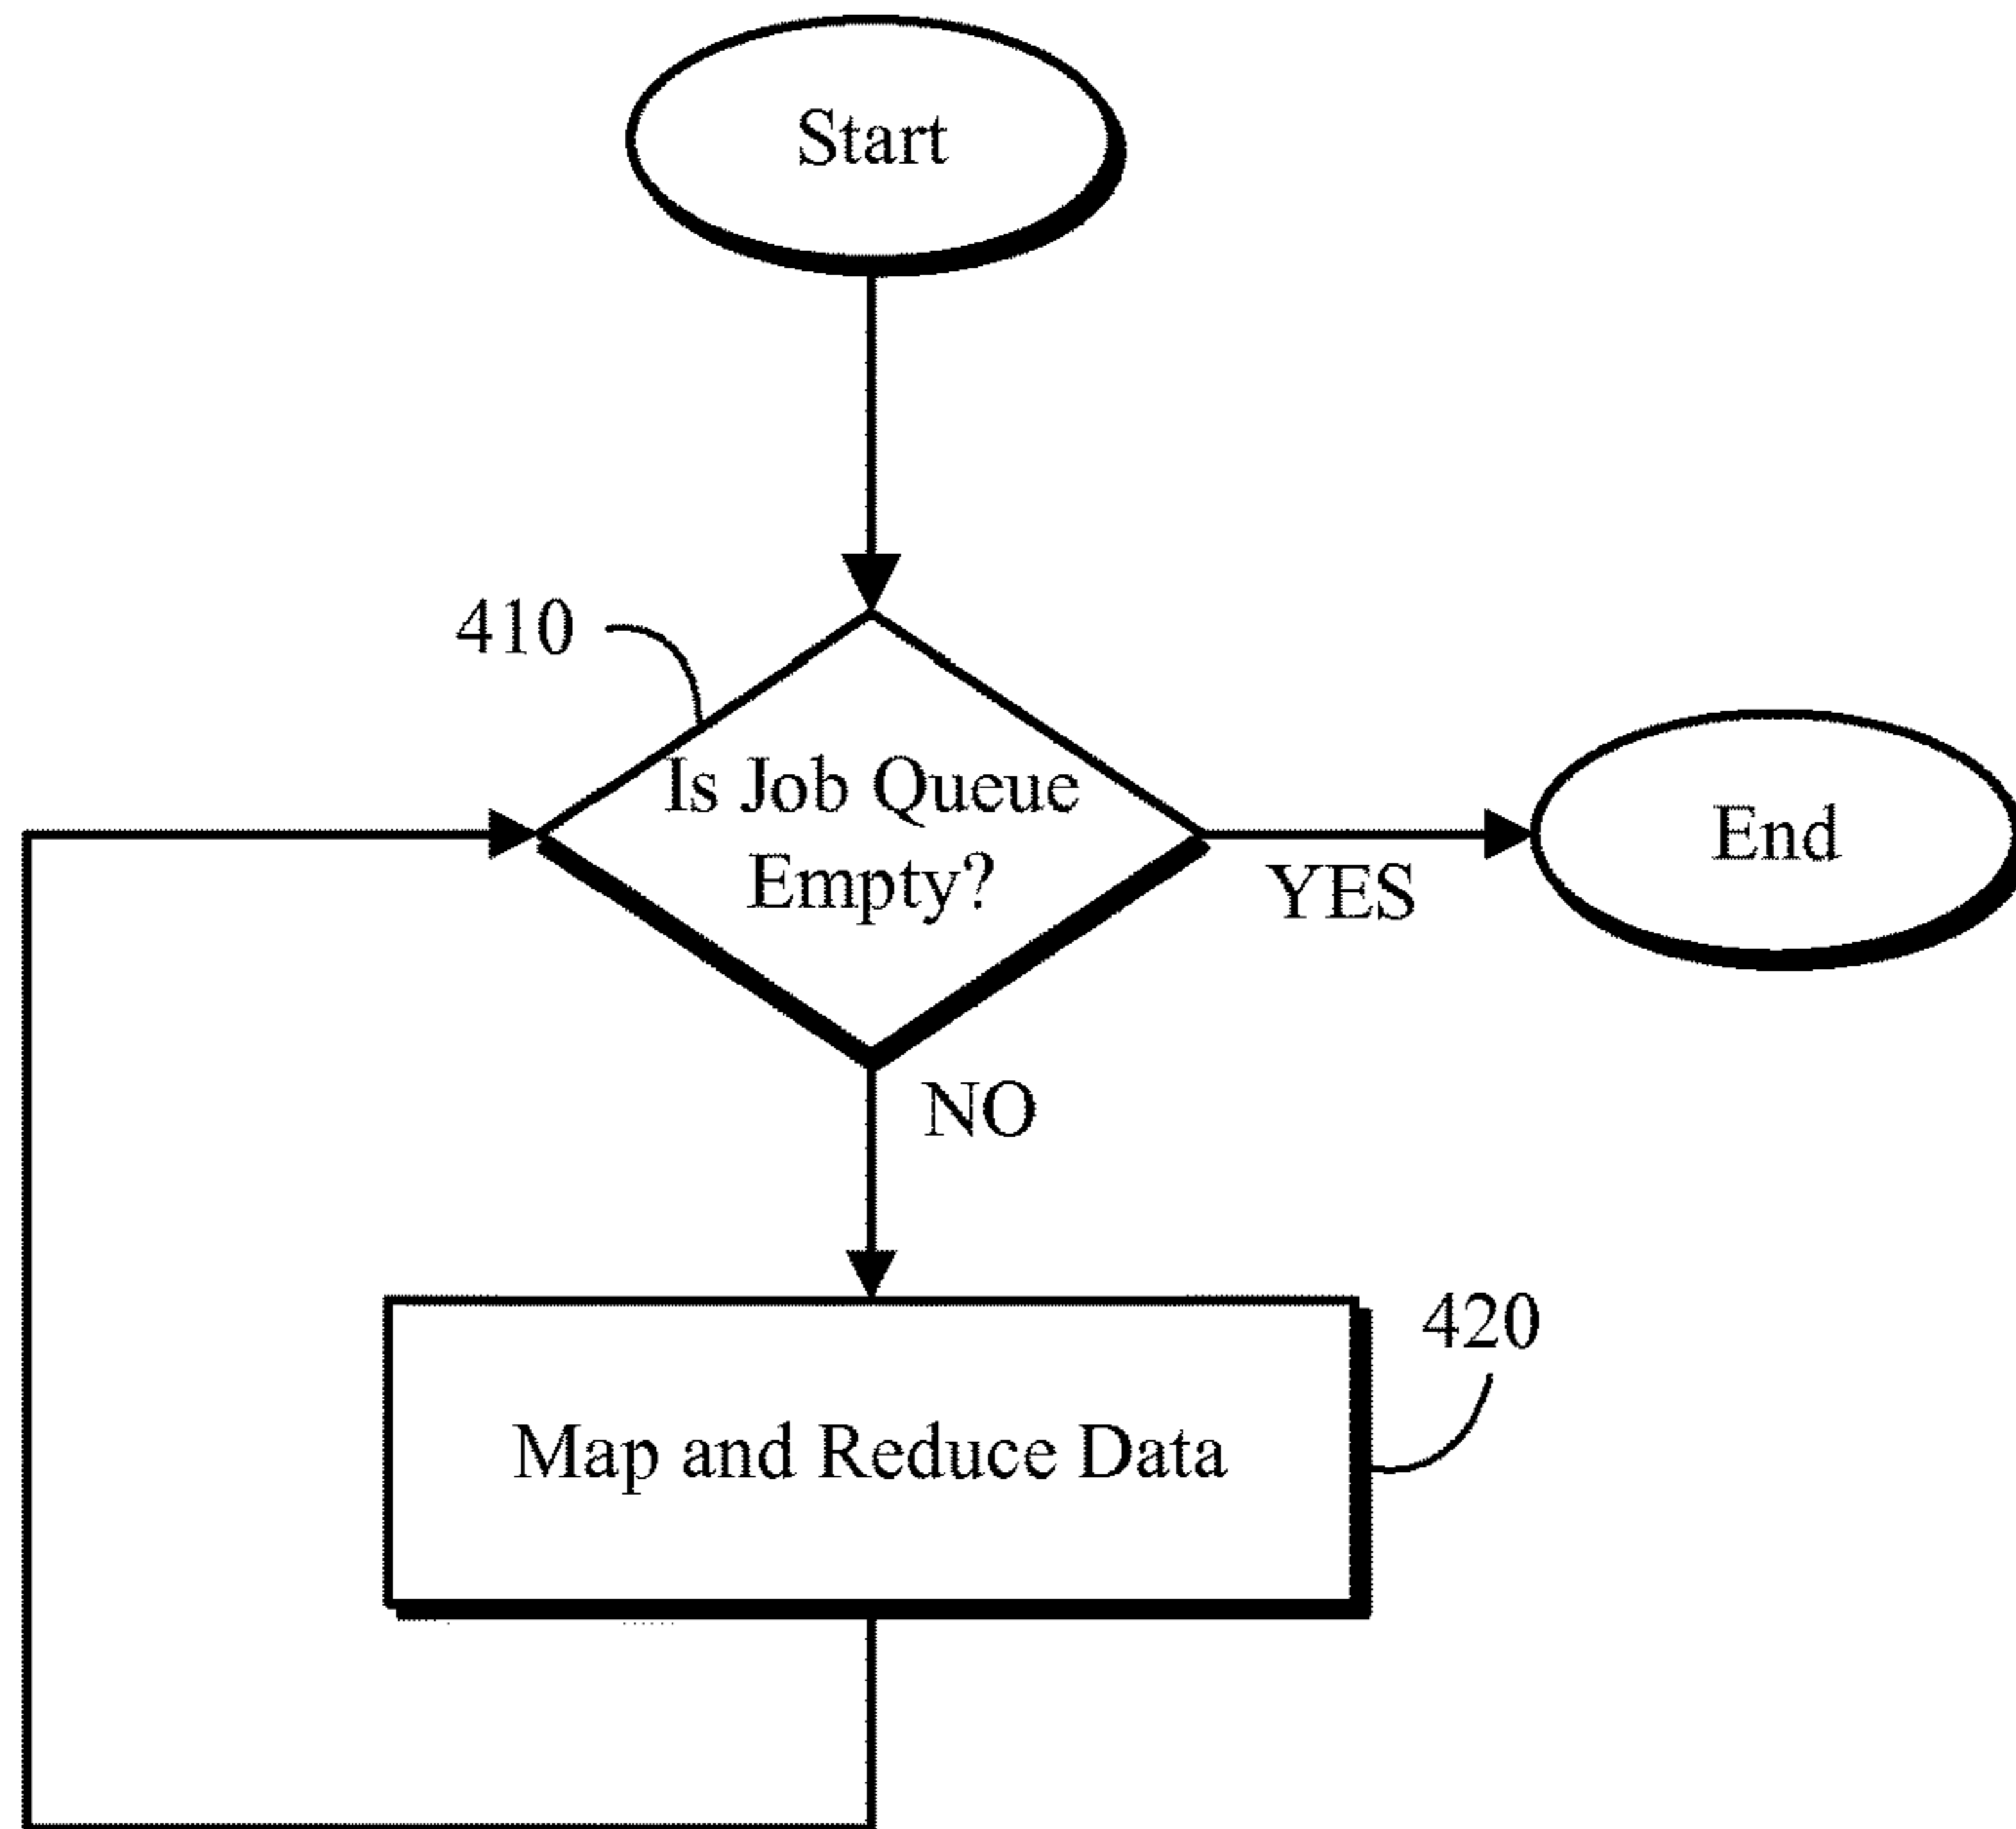 Start
410
Is Job Queue
Empty?
YES
End
NO
420
Map and Reduce Data